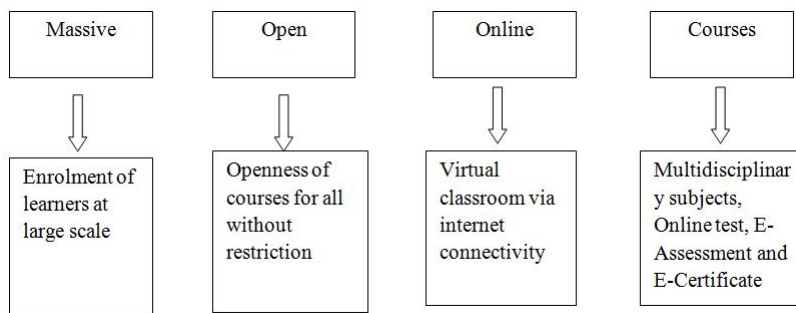 Massive
Open
Online
Courses
Enrolment of
learners at
large scale
Openness of
courses for all
without
restriction
Virtual
classroom via
internet
connectivity
Multidisciplinar
y subjects,
Online test, E-
Assessment and
E-Certificate